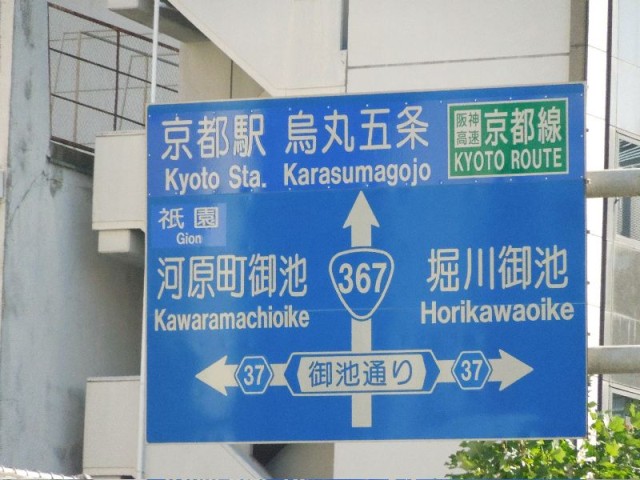 京都駅 烏丸五条
Kyoto Sta. Karasumagojo
阪神高速 京都線
KYOTO ROUTE
祇園
Gion
河原町御池
Kawaramachioike
367
堀川御池
Horikawaoike
37 御池通り 37